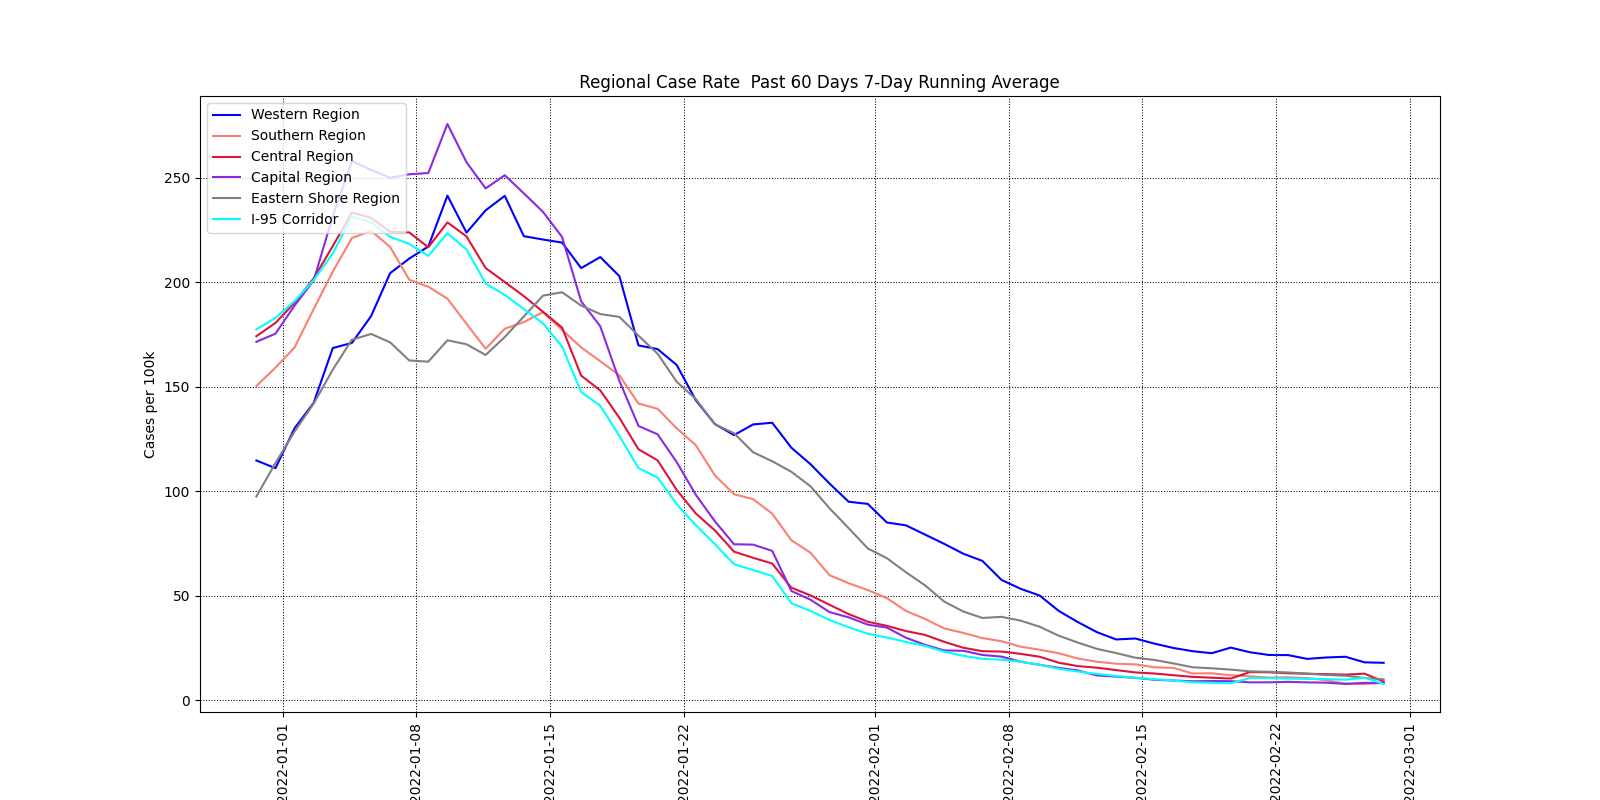 Regional Case Rate  Past 60 Days 7-Day Running Average
Western Region
Southern Region
Central Region
Capital Region
Eastern Shore Region
I-95 Corridor
Cases per 100k
250
200
150
100
50
0
2022-01-01
2022-01-08
2022-01-15
2022-01-22
2022-02-01
2022-02-08
2022-02-15
2022-02-22
2022-03-01